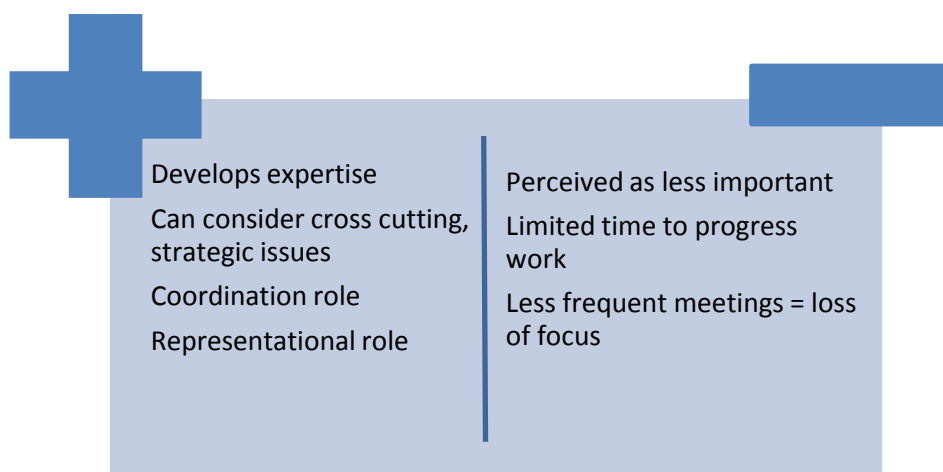 Develops expertise
Can consider cross cutting,
strategic issues
Coordination role
Representational role
Perceived as less important
Limited time to progress
work
Less frequent meetings = loss
of focus